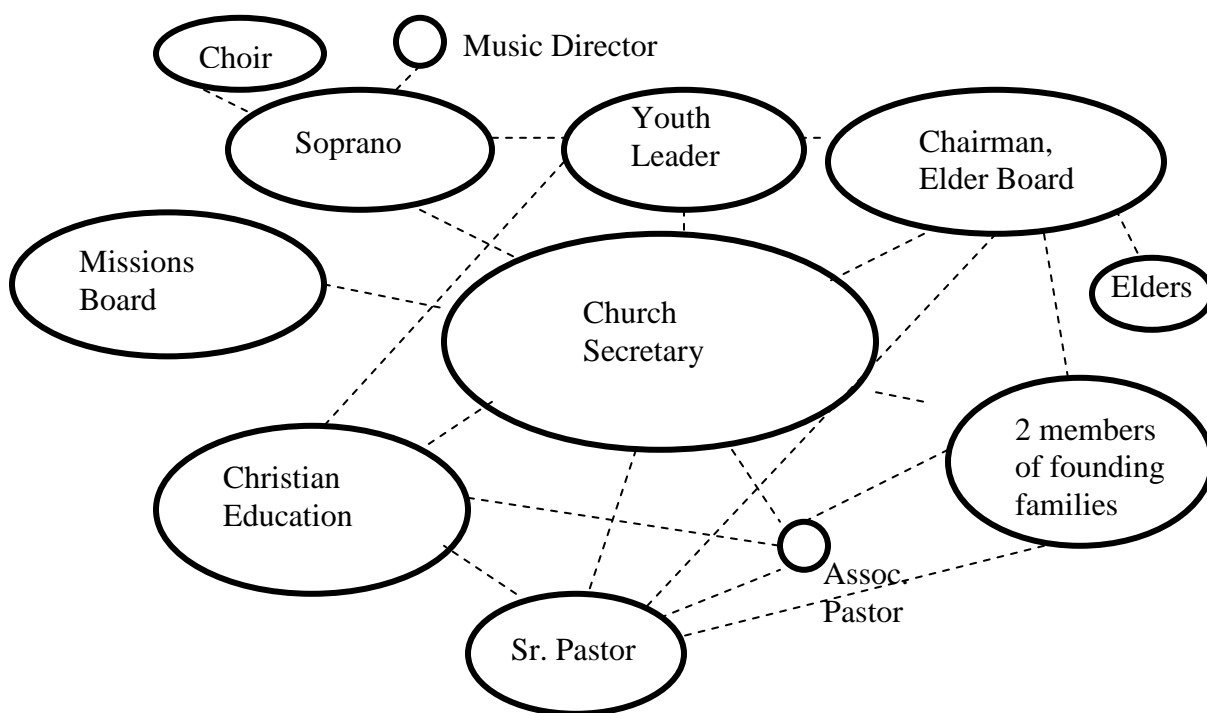 Choir
Music Director
Soprano
Youth
Leader
Chairman,
Elder Board
Missions
Board
Elders
Church
Secretary
2 members
of founding
families
Christian
Education
Assoc.
Pastor
Sr. Pastor